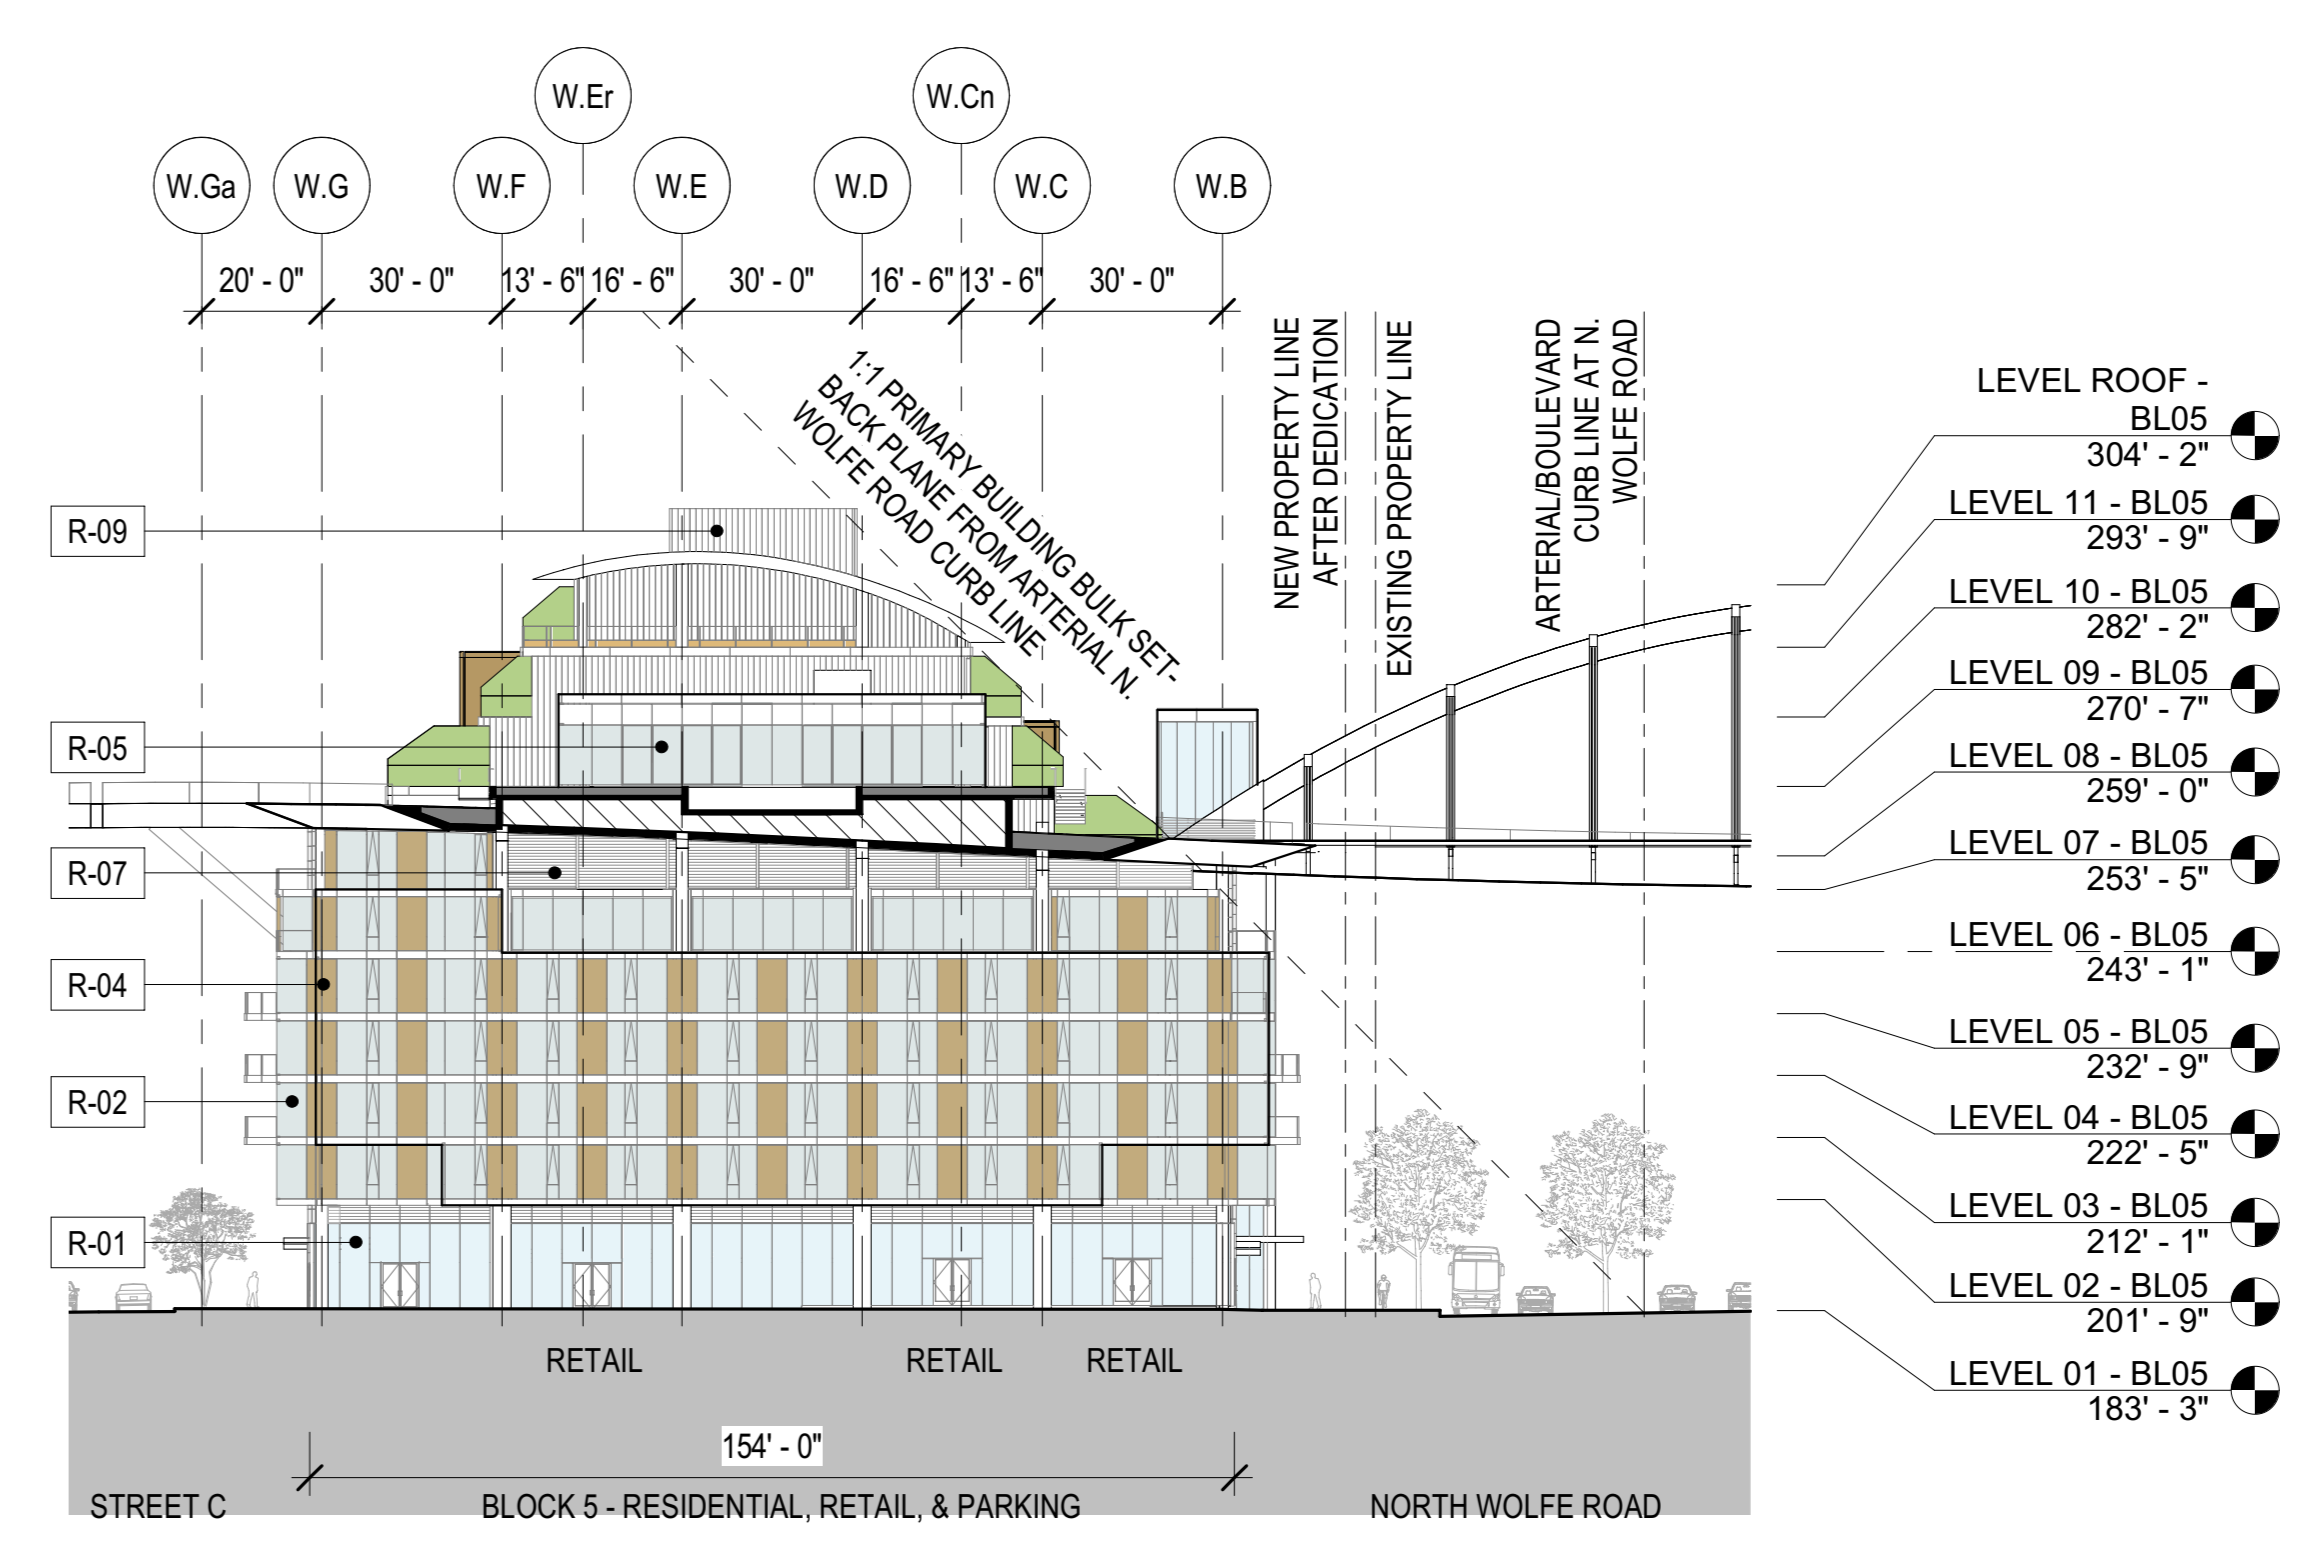 W.Er
W.Cn
W.Ga
W.G
W.F
W.E
W.D
W.C
W.B
20' - 0"
30' - 0"
13' - 6"
16' - 6"
30' - 0"
16' - 6"
13' - 6"
30' - 0"
1:1 PRIMARY BUILDING BULK SET-
BACK PLANE FROM ARTERIAL N.
WOLFE ROAD CURB LINE
NEW PROPERTY LINE
AFTER DEDICATION
EXISTING PROPERTY LINE
ARTERIAL/BOULEVARD
CURB LINE AT N.
WOLFE ROAD
LEVEL ROOF -
BL05
304' - 2"
LEVEL 11 - BL05
293' - 9"
LEVEL 10 - BL05
282' - 2"
LEVEL 09 - BL05
270' - 7"
LEVEL 08 - BL05
259' - 0"
LEVEL 07 - BL05
253' - 5"
LEVEL 06 - BL05
243' - 1"
LEVEL 05 - BL05
232' - 9"
LEVEL 04 - BL05
222' - 5"
LEVEL 03 - BL05
212' - 1"
LEVEL 02 - BL05
201' - 9"
LEVEL 01 - BL05
183' - 3"
R-09
R-05
R-07
R-04
R-02
R-01
RETAIL
RETAIL
RETAIL
154' - 0"
STREET C
BLOCK 5 - RESIDENTIAL, RETAIL, & PARKING
NORTH WOLFE ROAD